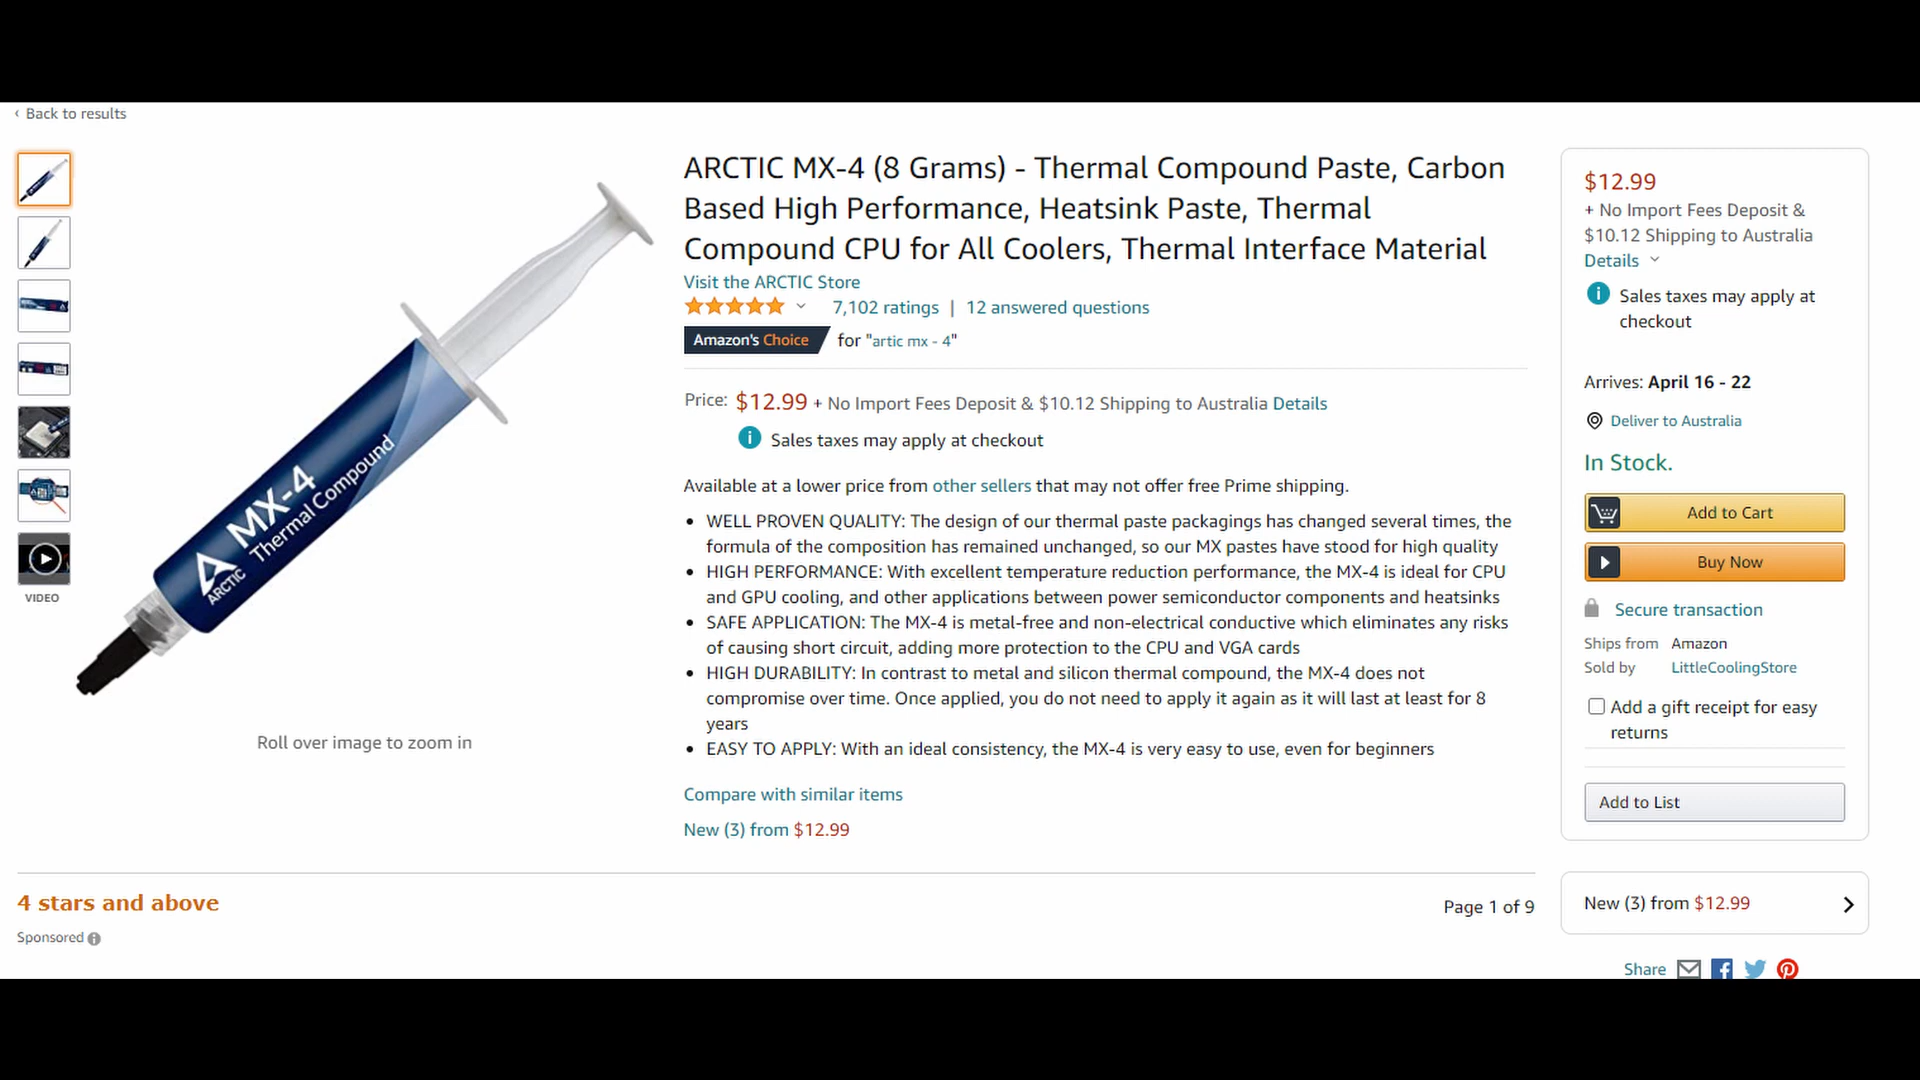 ‹ Back to results
VIDEO
MX-4
Thermal Compound
ARCTIC
Roll over image to zoom in
ARCTIC MX-4 (8 Grams) - Thermal Compound Paste, Carbon
Based High Performance, Heatsink Paste, Thermal
Compound CPU for All Coolers, Thermal Interface Material
Visit the ARCTIC Store
7,102 ratings | 12 answered questions
Amazon's Choice for "artic mx - 4"
Price: $12.99 + No Import Fees Deposit & $10.12 Shipping to Australia Details
Sales taxes may apply at checkout
Available at a lower price from other sellers that may not offer free Prime shipping.
• WELL PROVEN QUALITY: The design of our thermal paste packagings has changed several times, the
formula of the composition has remained unchanged, so our MX pastes have stood for high quality
• HIGH PERFORMANCE: With excellent temperature reduction performance, the MX-4 is ideal for CPU
and GPU cooling, and other applications between power semiconductor components and heatsinks
• SAFE APPLICATION: The MX-4 is metal-free and non-electrical conductive which eliminates any risks
of causing short circuit, adding more protection to the CPU and VGA cards
• HIGH DURABILITY: In contrast to metal and silicon thermal compound, the MX-4 does not
compromise over time. Once applied, you do not need to apply it again as it will last at least for 8
years
• EASY TO APPLY: With an ideal consistency, the MX-4 is very easy to use, even for beginners
Compare with similar items
New (3) from $12.99
$12.99
+ No Import Fees Deposit &
$10.12 Shipping to Australia
Details
Sales taxes may apply at
checkout
Arrives: April 16 - 22
Deliver to Australia
In Stock.
Add to Cart
Buy Now
Secure transaction
Ships from Amazon
Sold by LittleCoolingStore
Add a gift receipt for easy
returns
Add to List
New (3) from $12.99
Share
4 stars and above
Page 1 of 9
Sponsored